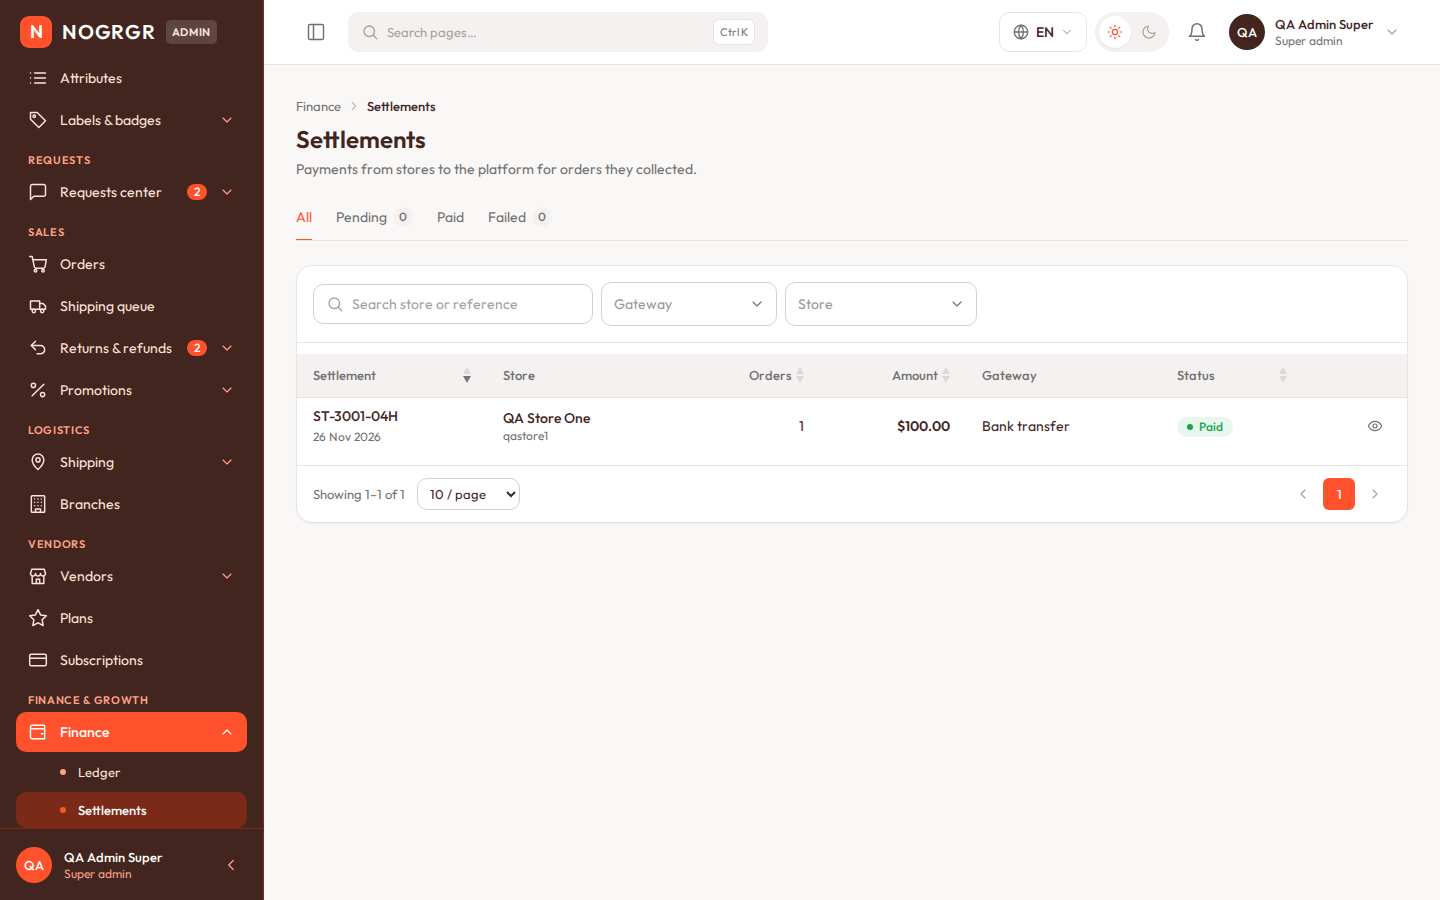 N NOGRGR ADMIN
Attributes
Labels & badges
REQUESTS
Requests center 2
SALES
Orders
Shipping queue
Returns & refunds 2
Promotions
LOGISTICS
Shipping
Branches
VENDORS
Vendors
Plans
Subscriptions
FINANCE & GROWTH
Finance
Ledger
Settlements
QA QA Admin Super
Super admin
Search pages... Ctrl K
EN
QA QA Admin Super
Super admin
Finance Settlements
Settlements
Payments from stores to the platform for orders they collected.
All Pending 0 Paid Failed 0
Search store or reference Gateway Store
Settlement Store Orders Amount Gateway Status
ST-3001-04H QA Store One 1 $100.00 Bank transfer Paid
26 Nov 2026 qastore1
Showing 1–1 of 1 10 / page 1